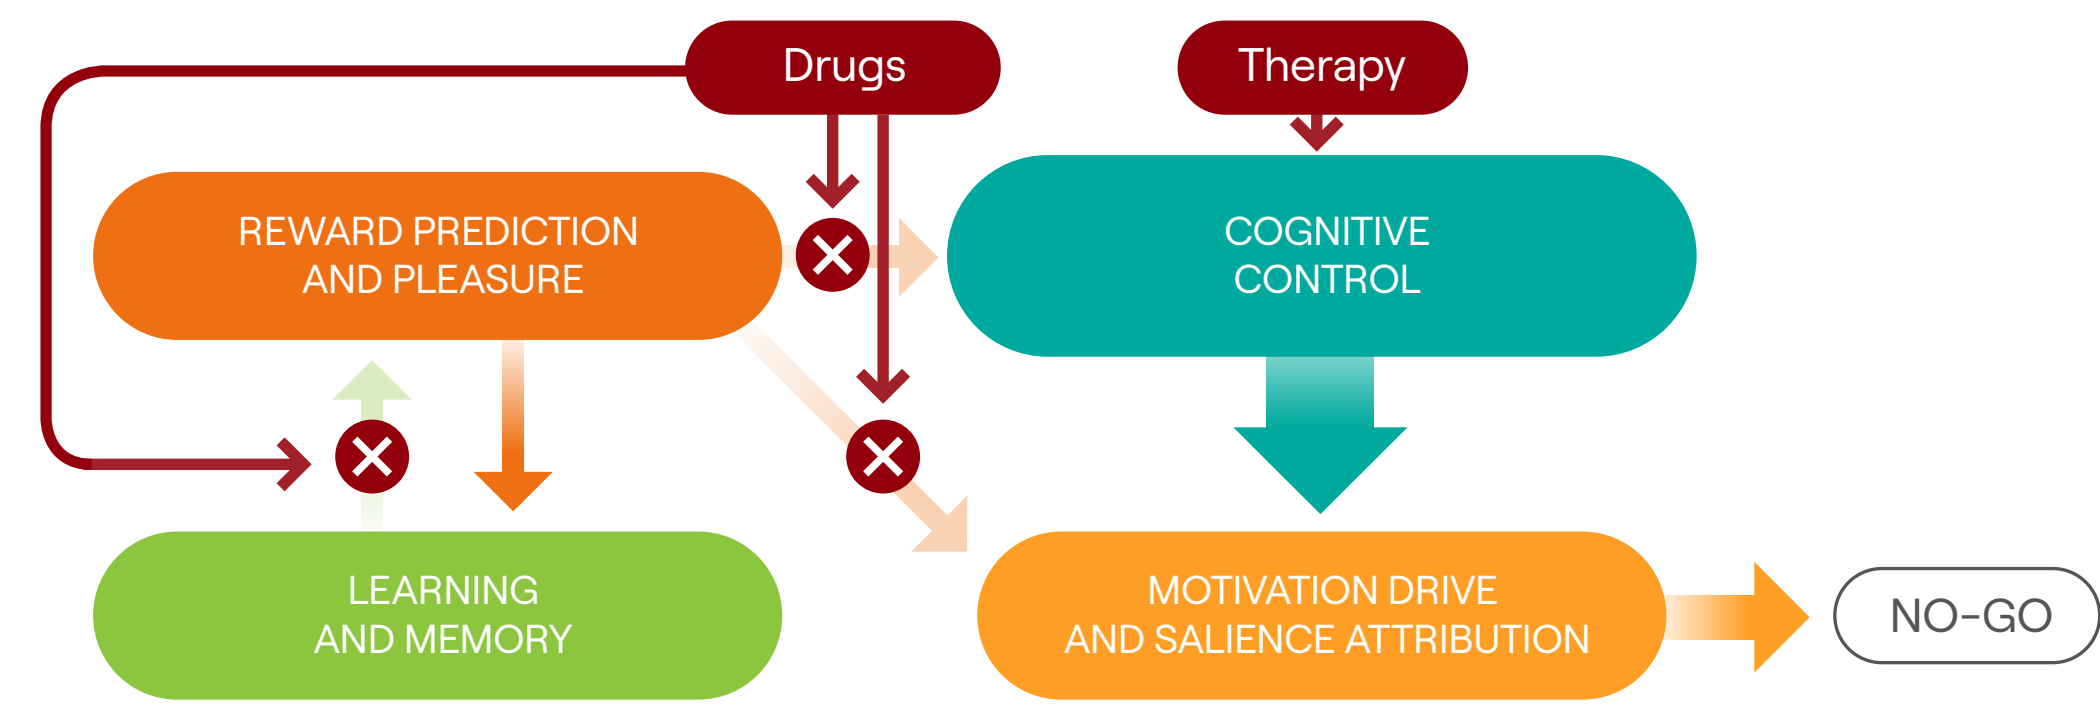 Drugs
Therapy
REWARD PREDICTION
AND PLEASURE
COGNITIVE
CONTROL
LEARNING
AND MEMORY
MOTIVATION DRIVE
AND SALIENCE ATTRIBUTION
NO-GO